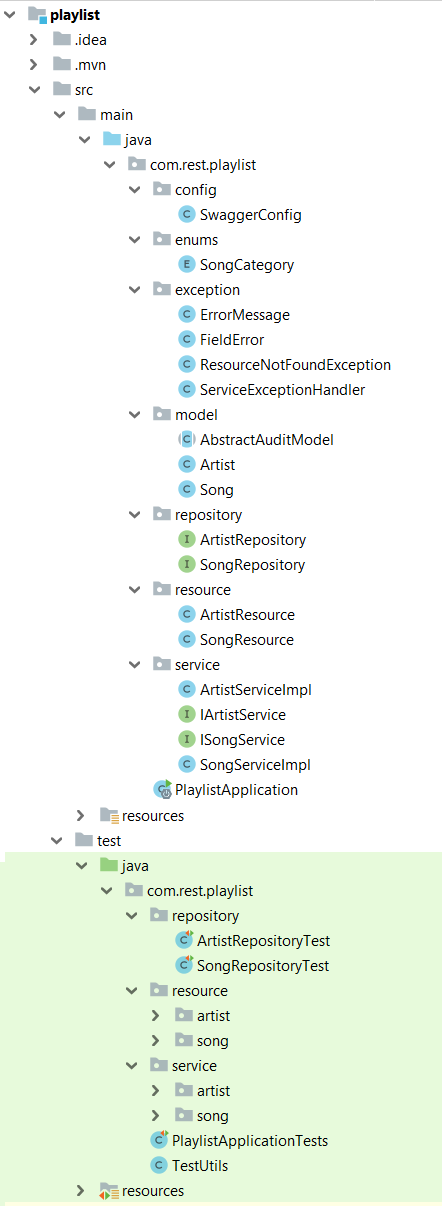 playlist
.idea
.mvn
src
main
java
com.rest.playlist
config
SwaggerConfig
enums
SongCategory
exception
ErrorMessage
FieldError
ResourceNotFoundException
ServiceExceptionHandler
model
AbstractAuditModel
Artist
Song
repository
ArtistRepository
SongRepository
resource
ArtistResource
SongResource
service
ArtistServiceImpl
IArtistService
ISongService
SongServiceImpl
PlaylistApplication
resources
test
java
com.rest.playlist
repository
ArtistRepositoryTest
SongRepositoryTest
resource
artist
song
service
artist
song
PlaylistApplicationTests
TestUtils
resources